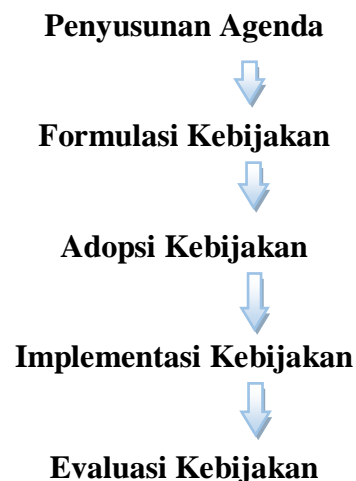 Penyusunan Agenda
Formulasi Kebijakan
Adopsi Kebijakan
Implementasi Kebijakan
Evaluasi Kebijakan